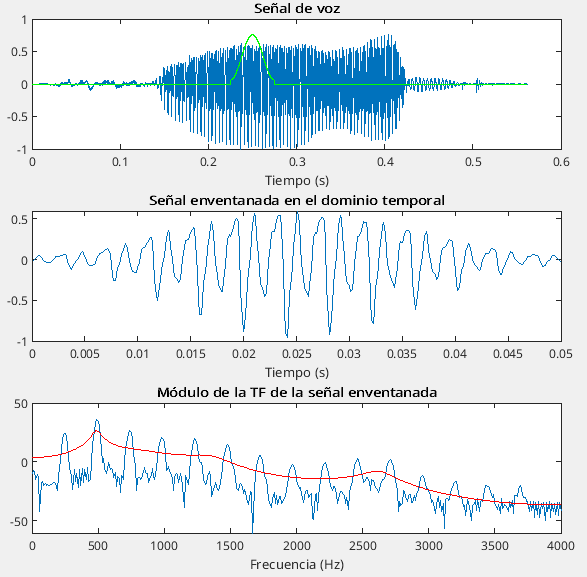 Señal de voz
1
0.5
0
-0.5
-1
0 0.1 0.2 0.3 0.4 0.5 0.6
Tiempo (s)
Señal enventanada en el dominio temporal
0.5
0
-0.5
-1
0 0.005 0.01 0.015 0.02 0.025 0.03 0.035 0.04 0.045 0.05
Tiempo (s)
Módulo de la TF de la señal enventanada
50
0
-50
0 500 1000 1500 2000 2500 3000 3500 4000
Frecuencia (Hz)